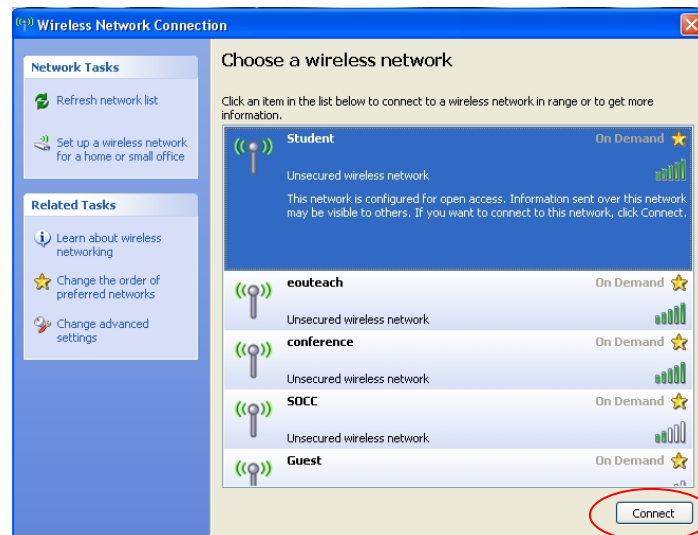 Wireless Network Connection
Network Tasks
Refresh network list
Set up a wireless network
for a home or small office
Related Tasks
Learn about wireless
networking
Change the order of
preferred networks
Change advanced
settings
Choose a wireless network
Click an item in the list below to connect to a wireless network in range or to get more
information.
Student On Demand
Unsecured wireless network
This network is configured for open access. Information sent over this network
may be visible to others. If you want to connect to this network, click Connect.
eouteach On Demand
Unsecured wireless network
conference On Demand
Unsecured wireless network
SOCC On Demand
Unsecured wireless network
Guest On Demand
Connect